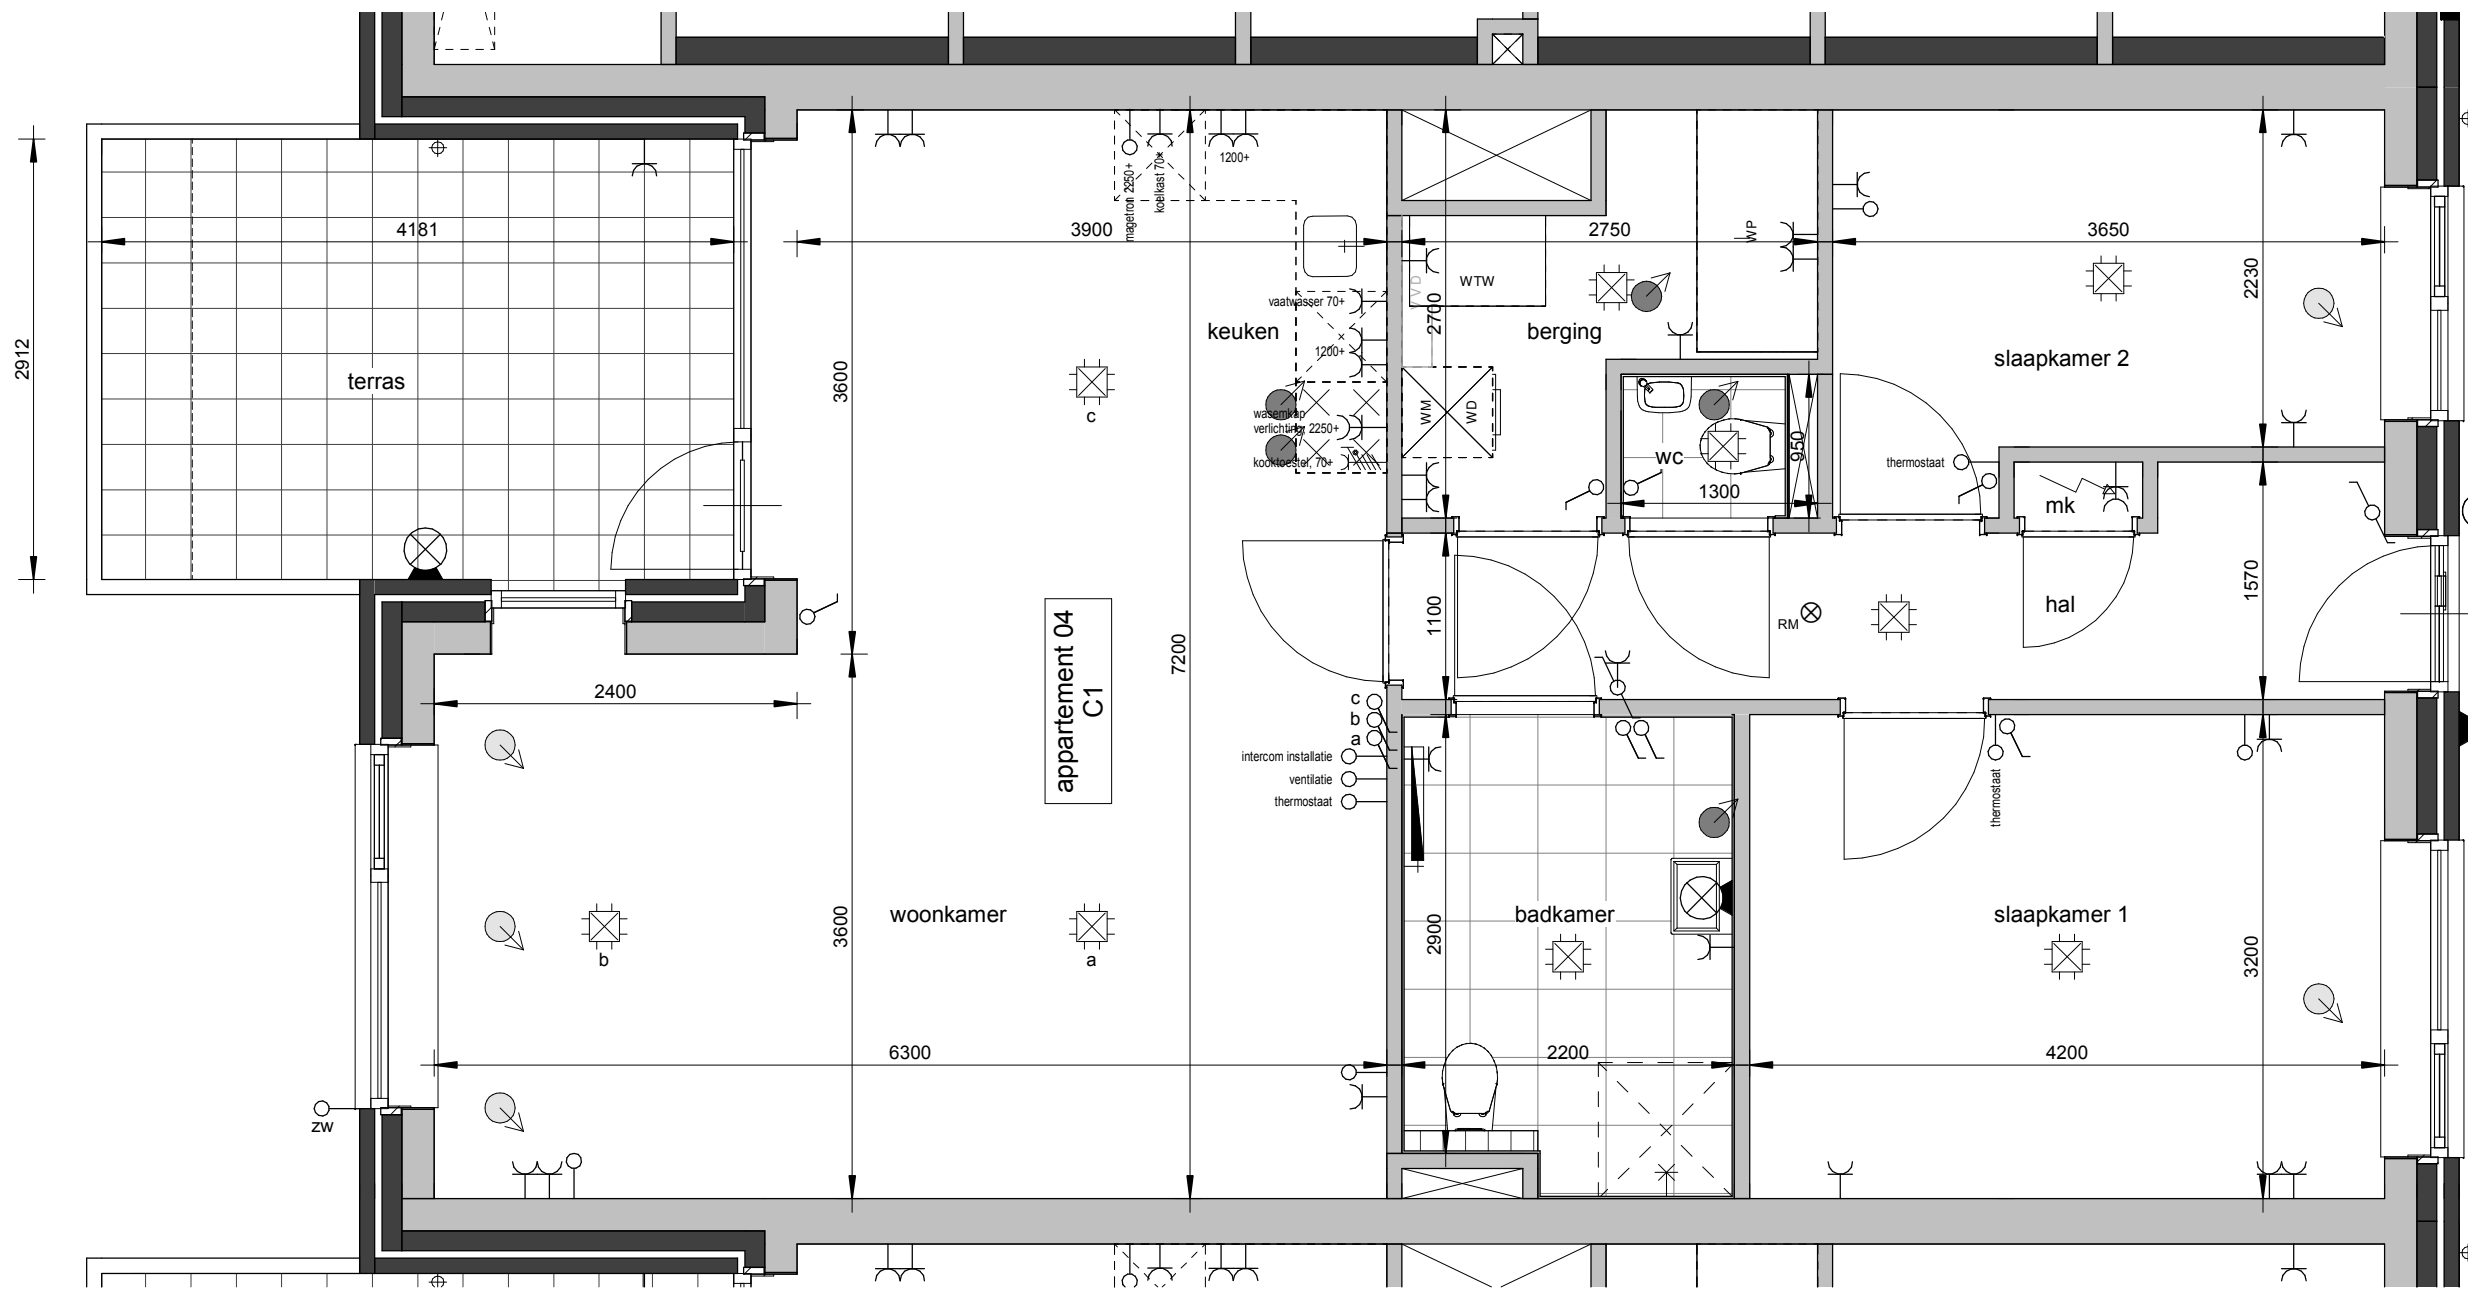 magetron 2250+
koelkast 70+
1200+
4181
3900
2750
WP
3650
2230
2912
WTW
VVD
2700
vaatwasser 70+
keuken
berging
1200+
slaapkamer 2
terras
3600
c
wasemkap
verlichting, 2250+
WM
WD
950
kooktoestel, 70+
wc
thermostaat
1300
mk
1570
hal
1100
RM
appartement 04
C1
7200
2400
c
b
a
intercom installatie
ventilatie
thermostaat
thermostaat
woonkamer
badkamer
slaapkamer 1
3600
2900
3200
b
a
6300
2200
4200
zw